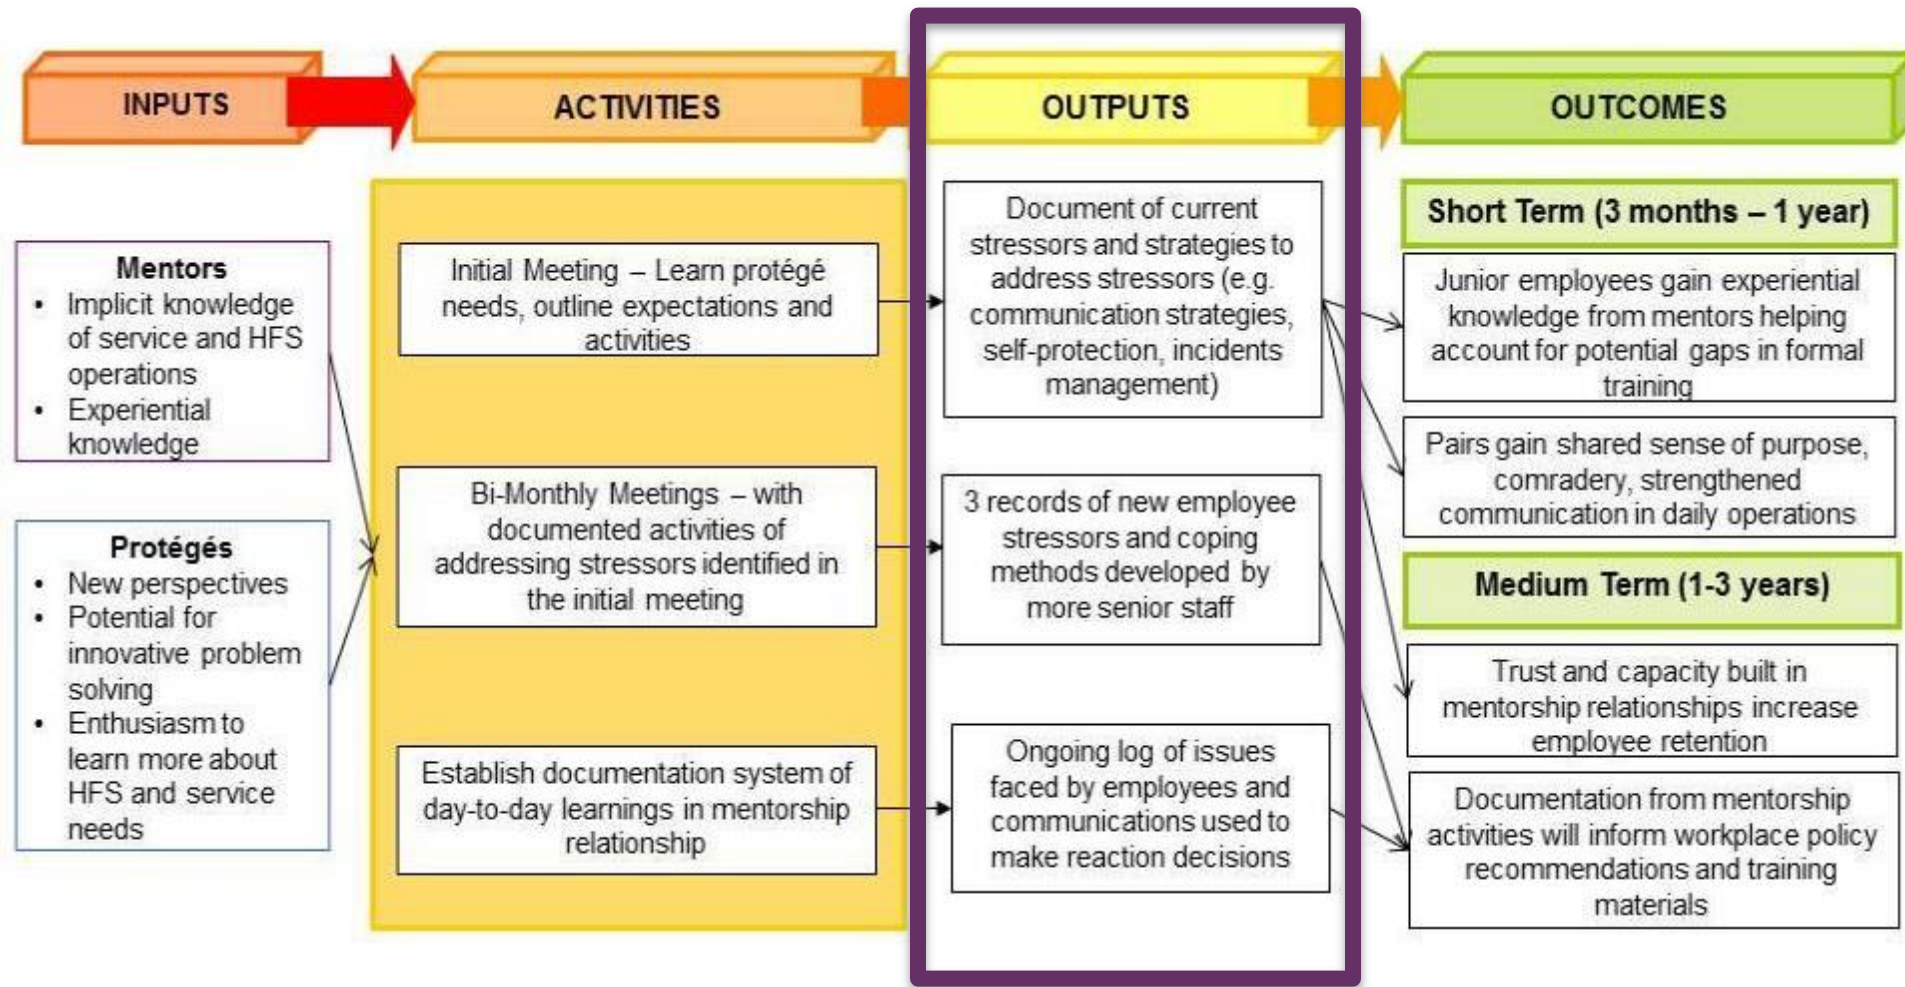 INPUTS
ACTIVITIES
OUTPUTS
OUTCOMES
Mentors
• Implicit knowledge
of service and HFS
operations
• Experiential
knowledge
Protégés
• New perspectives
• Potential for
innovative problem
solving
• Enthusiasm to
learn more about
HFS and service
needs
Initial Meeting – Learn protégé
needs, outline expectations and
activities
Bi-Monthly Meetings – with
documented activities of
addressing stressors identified in
the initial meeting
Establish documentation system of
day-to-day learnings in mentorship
relationship
Document of current
stressors and strategies to
address stressors (e.g.
communication strategies,
self-protection, incidents
management)
3 records of new employee
stressors and coping
methods developed by
more senior staff
Ongoing log of issues
faced by employees and
communications used to
make reaction decisions
Short Term (3 months – 1 year)
Junior employees gain experiential
knowledge from mentors helping
account for potential gaps in formal
training
Pairs gain shared sense of purpose,
comradery, strengthened
communication in daily operations
Medium Term (1-3 years)
Trust and capacity built in
mentorship relationships increase
employee retention
Documentation from mentorship
activities will inform workplace policy
recommendations and training
materials